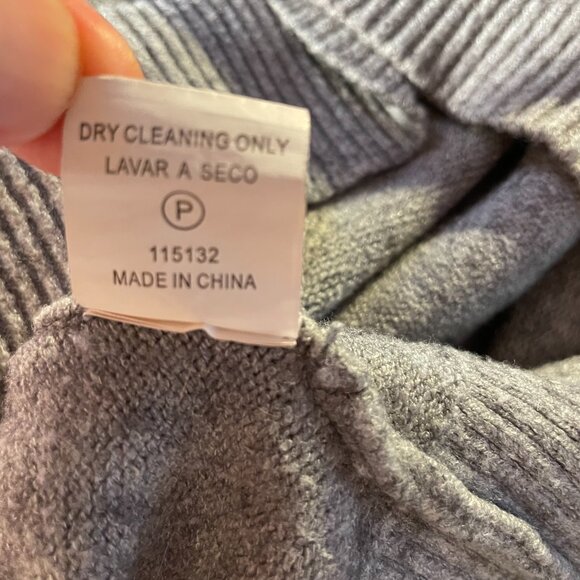 DRY CLEANING ONLY
LAVAR A SECO
P
115132
MADE IN CHINA